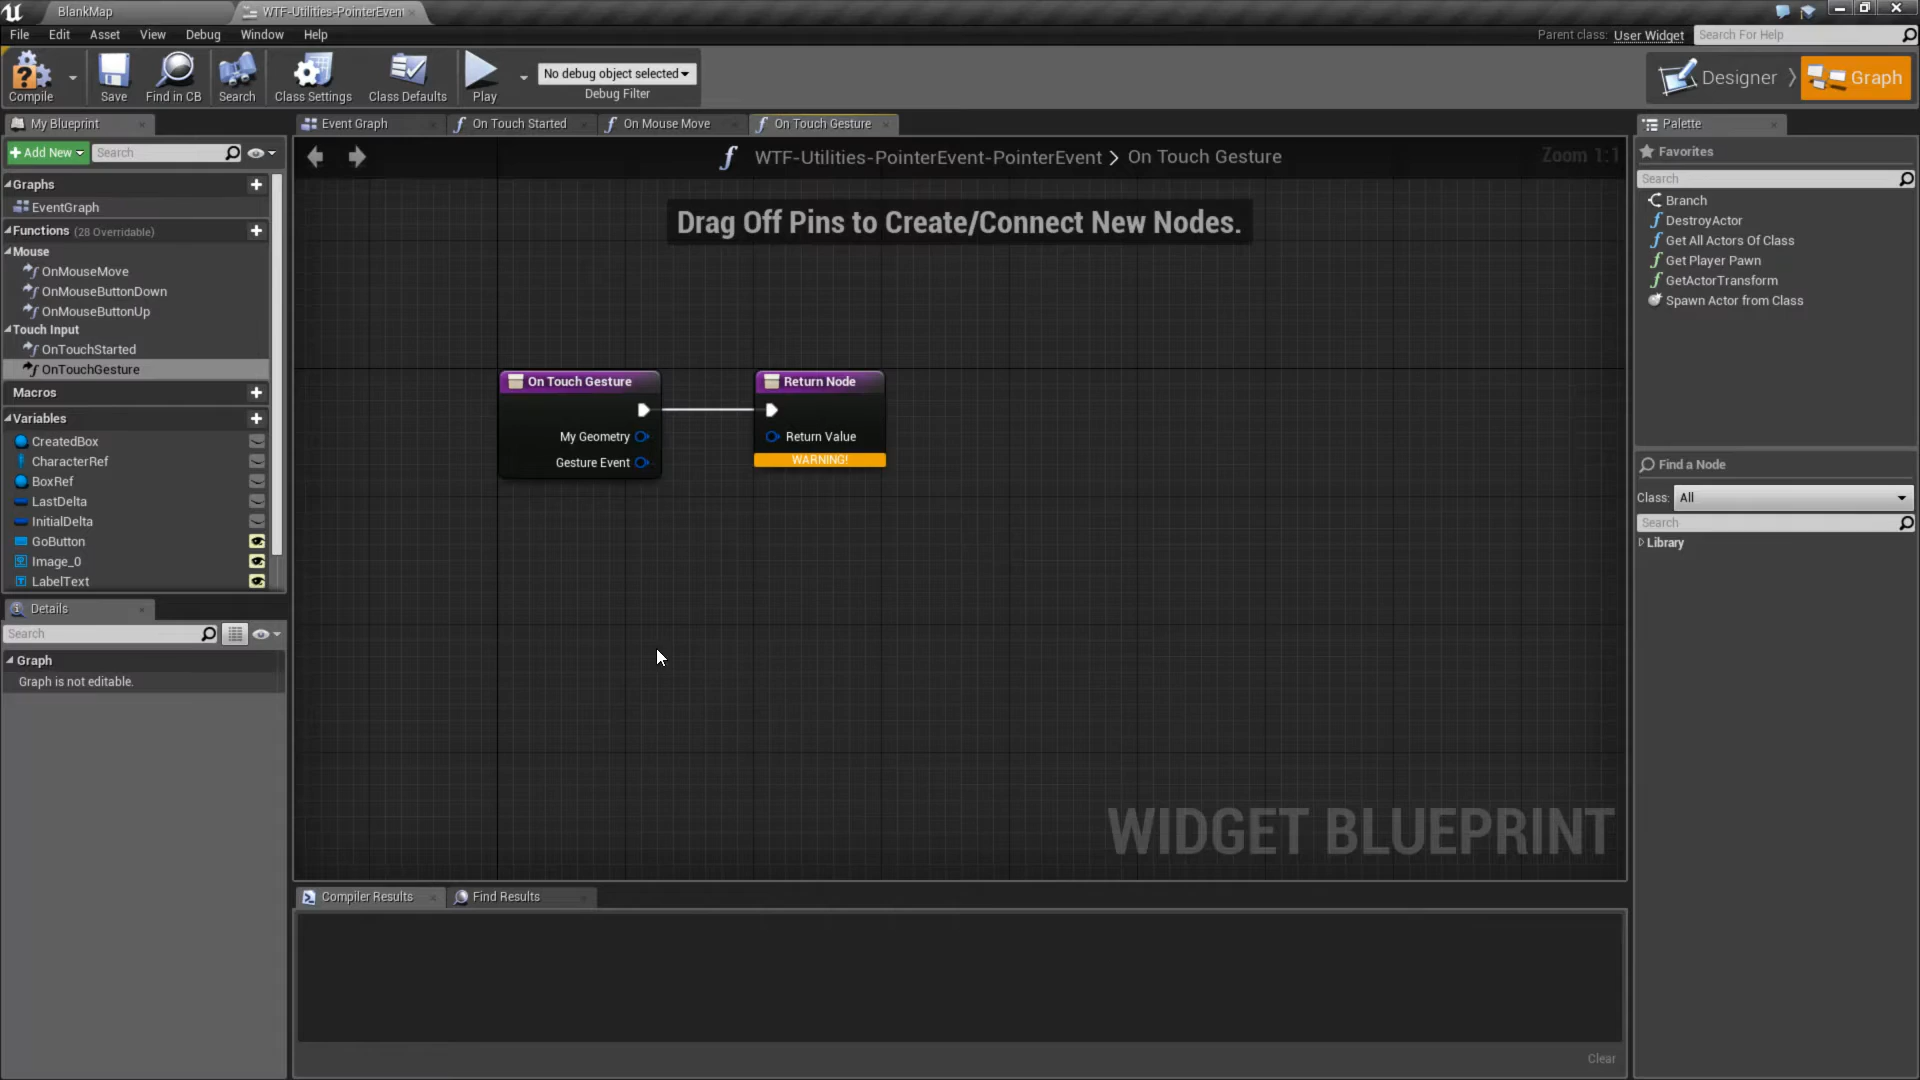 BlankMap
WTF-Utilities-PointerEvent
File Edit Asset View Debug Window Help
Parent class: User Widget
Search For Help
Compile
Save
Find in CB
Search
Class Settings
Class Defaults
Play
No debug object selected
Debug Filter
Designer
Graph
My Blueprint
Event Graph
On Touch Started
On Mouse Move
On Touch Gesture
Palette
Add New
Search
WTF-Utilities-PointerEvent-PointerEvent > On Touch Gesture
Zoom 1:1
Favorites
Search
Graphs
EventGraph
Functions (28 Overridable)
Mouse
OnMouseMove
OnMouseButtonDown
OnMouseButtonUp
Touch Input
OnTouchStarted
OnTouchGesture
Macros
Variables
CreatedBox
CharacterRef
BoxRef
LastDelta
InitialDelta
GoButton
Image_0
LabelText
Drag Off Pins to Create/Connect New Nodes.
Branch
DestroyActor
Get All Actors Of Class
Get Player Pawn
GetActorTransform
Spawn Actor from Class
On Touch Gesture
My Geometry
Gesture Event
Return Node
Return Value
WARNING!
Find a Node
Class: All
Search
Library
Details
Search
Graph
Graph is not editable.
WIDGET BLUEPRINT
Compiler Results
Find Results
Clear